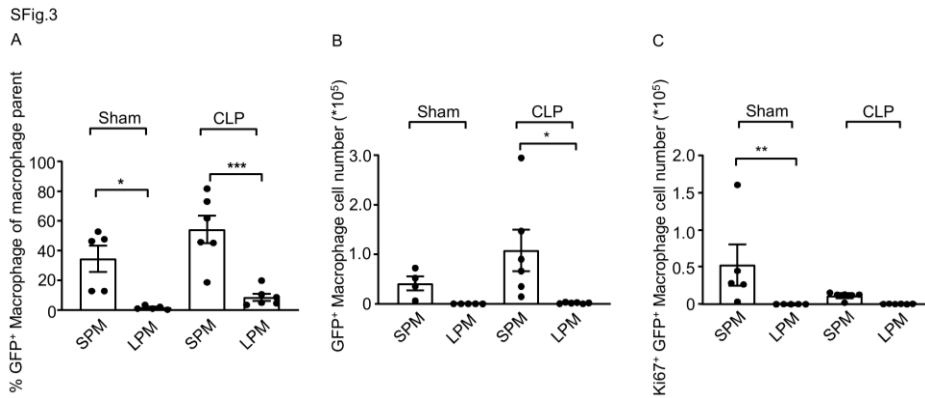 SFig.3
A
% GFP⁺ Macrophage of macrophage parent
Sham
CLP
*
***
100
80
60
40
20
0
SPM
LPM
SPM
LPM
B
GFP⁺ Macrophage cell number (*10⁵)
Sham
CLP
*
3.0
2.0
1.0
0
SPM
LPM
SPM
LPM
C
Ki67⁺ GFP⁺ Macrophage cell number (*10⁵)
Sham
CLP
**
2.0
1.5
1.0
0.5
0
SPM
LPM
SPM
LPM